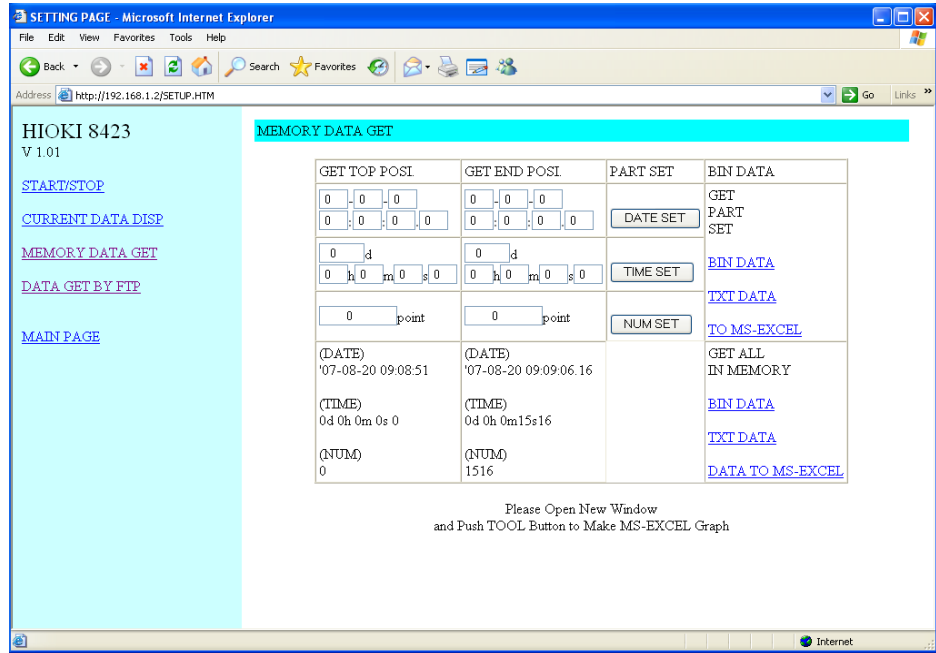 SETTING PAGE - Microsoft Internet Explorer
File Edit View Favorites Tools Help
Back Search Favorites
Address http://192.168.1.2/SETUP.HTM Go Links »
HIOKI 8423
V 1.01
START/STOP
CURRENT DATA DISP
MEMORY DATA GET
DATA GET BY FTP
MAIN PAGE
MEMORY DATA GET
GET TOP POSI. GET END POSI. PART SET BIN DATA
0 - 0 - 0 0 - 0 - 0
0 : 0 : 0 . 0 0 : 0 : 0 . 0
DATE SET
0 d 0 d
0 h 0 m 0 s 0 0 h 0 m 0 s 0
TIME SET
0 point 0 point
NUM SET
GET
PART
SET
BIN DATA
TXT DATA
TO MS-EXCEL
(DATE) (DATE)
'07-08-20 09:08:51 '07-08-20 09:09:06.16
(TIME) (TIME)
0d 0h 0m 0s 0 0d 0h 0m15s16
(NUM) (NUM)
0 1516
GET ALL
IN MEMORY
BIN DATA
TXT DATA
DATA TO MS-EXCEL
Please Open New Window
and Push TOOL Button to Make MS-EXCEL Graph
Internet